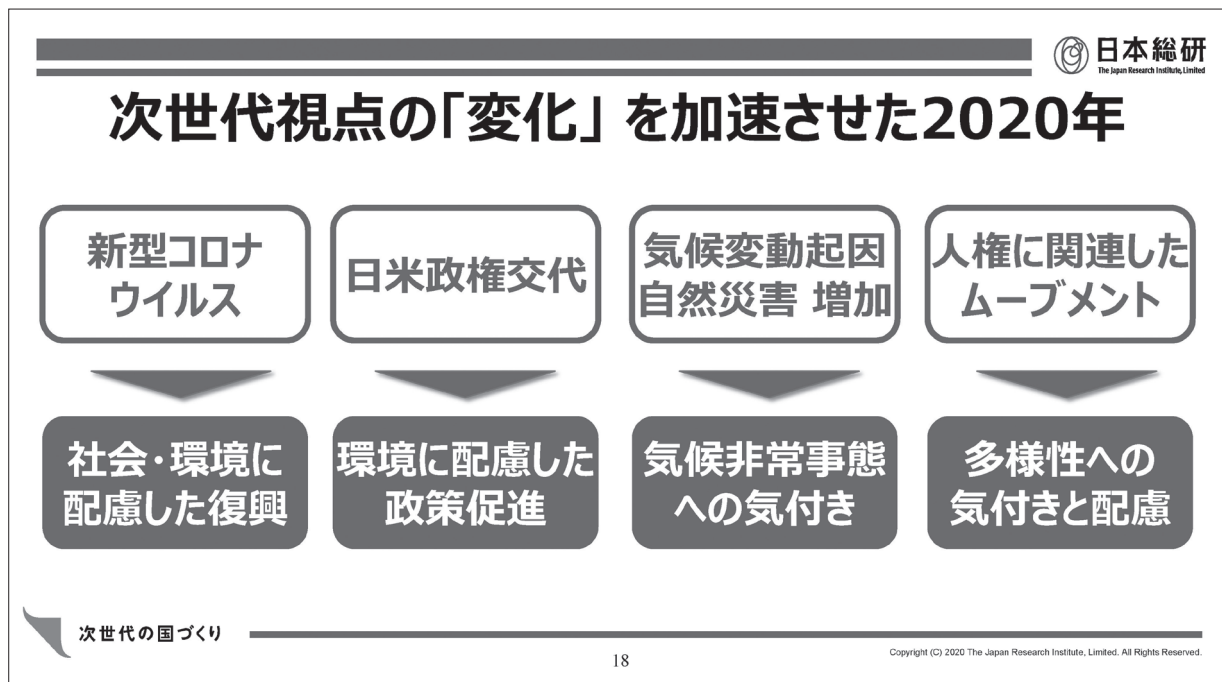 日本総研
The Japan Research Institute, Limited
次世代視点の「変化」を加速させた2020年
新型コロナ
ウイルス
日米政権交代
気候変動起因
自然災害 増加
人権に関連した
ムーブメント
社会・環境に
配慮した復興
環境に配慮した
政策促進
気候非常事態
への気付き
多様性への
気付きと配慮
次世代の国づくり
18
Copyright (C) 2020 The Japan Research Institute, Limited. All Rights Reserved.